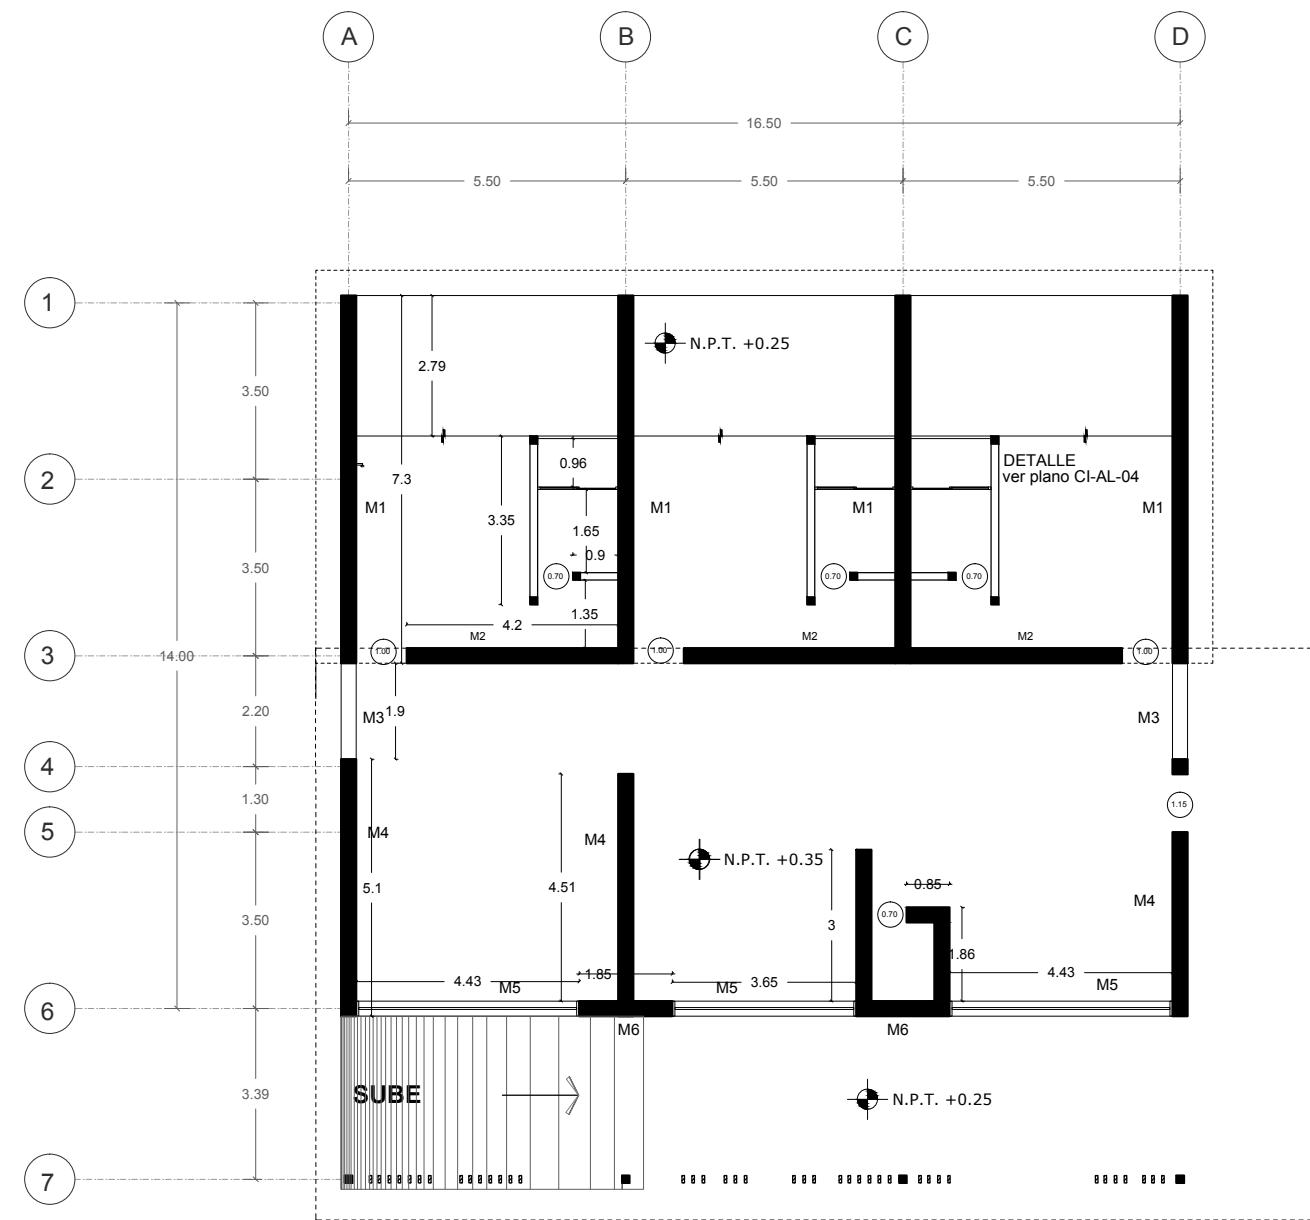 A B C D
16.50
5.50 5.50 5.50
1
N.P.T. +0.25
2.79
3.50
DETALLE
ver plano CI-AL-04
0.96
2
7.3
M1 M1 M1 M1
3.35
1.65
0.9
3.50
0.70 0.70 0.70
1.35
4.2
M2 M2 M2
3
14.00
1.00 1.00 1.00
2.20
M3 1.9 M3
4
1.30
1.15
5
M4 M4
N.P.T. +0.35
5.1 4.51
0.85
M4
0.70
3.50
3
1.86
1.85
4.43 3.65 4.43
M5 M5 M5
6
M6 M6
3.39
SUBE
N.P.T. +0.25
7